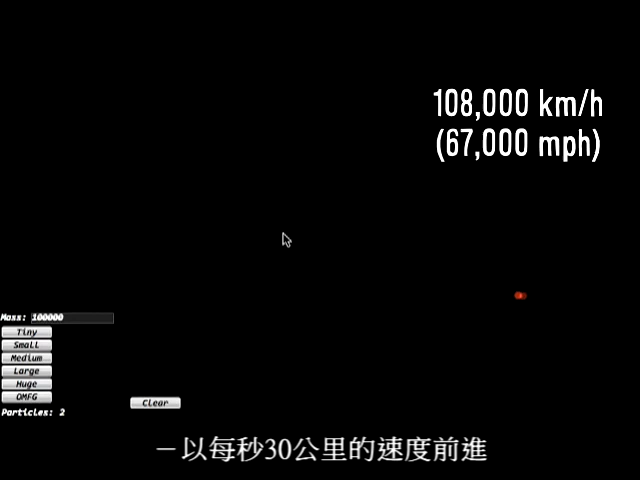 108,000 km/h
(67,000 mph)
Mass: 100000
Tiny
Small
Medium
Large
Huge
OMFG
Particles: 2
Clear
－以每秒30公里的速度前進